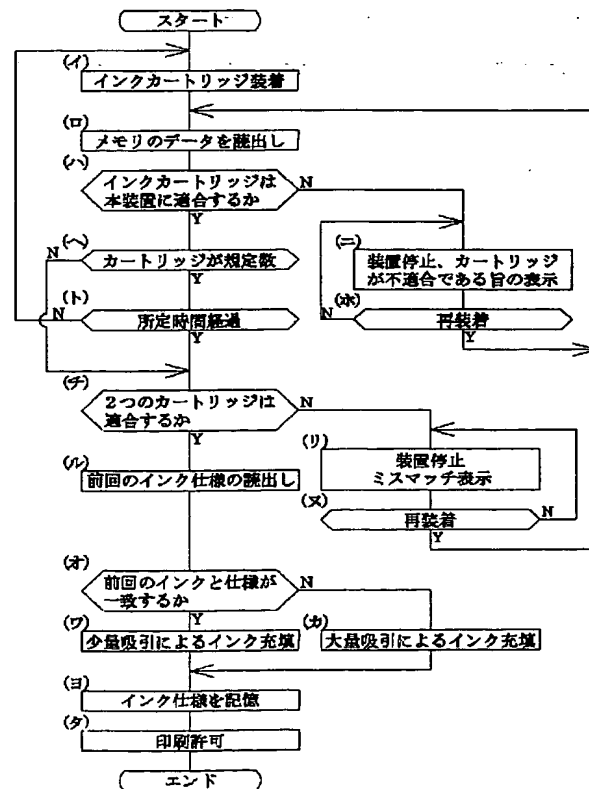 スタート
(イ)
インクカートリッジ装着
(ロ)
メモリのデータを読出し
(ハ)
インクカートリッジは
本装置に適合するか
N
Y
(ニ)
装置停止、カートリッジ
が不適合である旨の表示
(ヘ)
N
カートリッジが規定数
Y
(ホ)
N
再装着
Y
(ト)
N
所定時間経過
Y
(チ)
2つのカートリッジは
適合するか
N
Y
(リ)
装置停止
ミスマッチ表示
(ル)
前回のインク仕様の読出し
(ヌ)
再装着
N
Y
(オ)
前回のインクと仕様が
一致するか
N
Y
(ワ)
少量吸引によるインク充填
(カ)
大量吸引によるインク充填
(ヨ)
インク仕様を記憶
(タ)
印刷許可
エンド